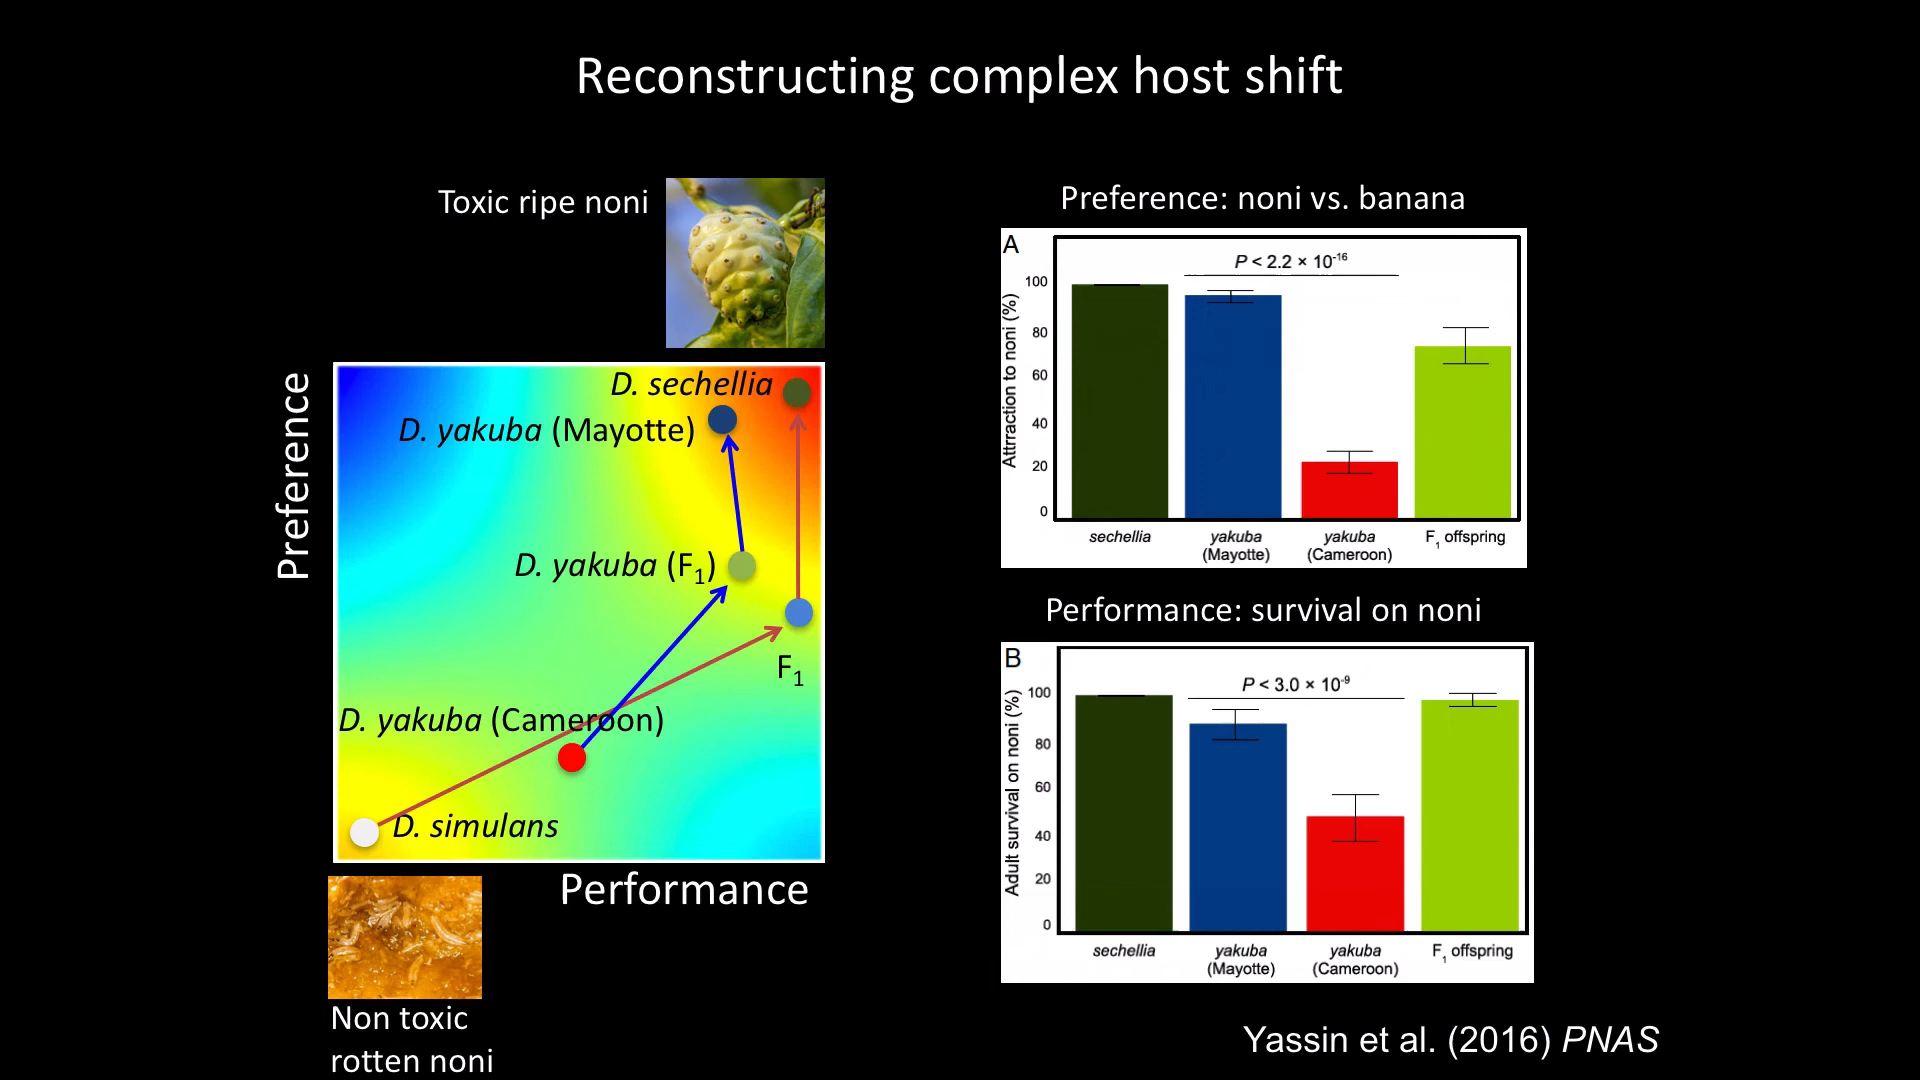 Reconstructing complex host shift
Toxic ripe noni
Preference
D. sechellia
D. yakuba (Mayotte)
D. yakuba (F1)
F1
D. yakuba (Cameroon)
D. simulans
Performance
Non toxic
rotten noni
Preference: noni vs. banana
A
P < 2.2 × 10-16
Attrraction to noni (%)
100
80
60
40
20
0
sechellia
yakuba
(Mayotte)
yakuba
(Cameroon)
F1 offspring
Performance: survival on noni
B
P < 3.0 × 10-9
Adult survival on noni (%)
100
80
60
40
20
0
sechellia
yakuba
(Mayotte)
yakuba
(Cameroon)
F1 offspring
Yassin et al. (2016) PNAS